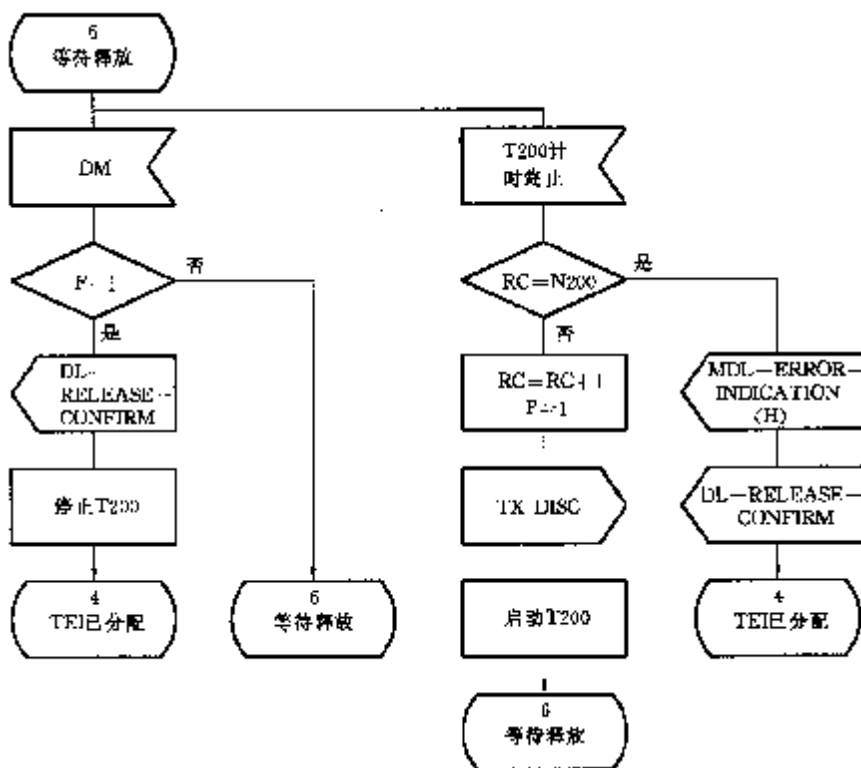 6
等待释放
DM
F=1
否
是
DL-
RELEASE-
CONFIRM
停止T200
4
TEI已分配
6
等待释放
T200计
时终止
RC=N200
是
否
RC=RC+1
P=1
TX DISC
启动T200
6
等待释放
MDL-ERROR-
INDICATION
(H)
DL-RELEASE-
CONFIRM
4
TEI已分配